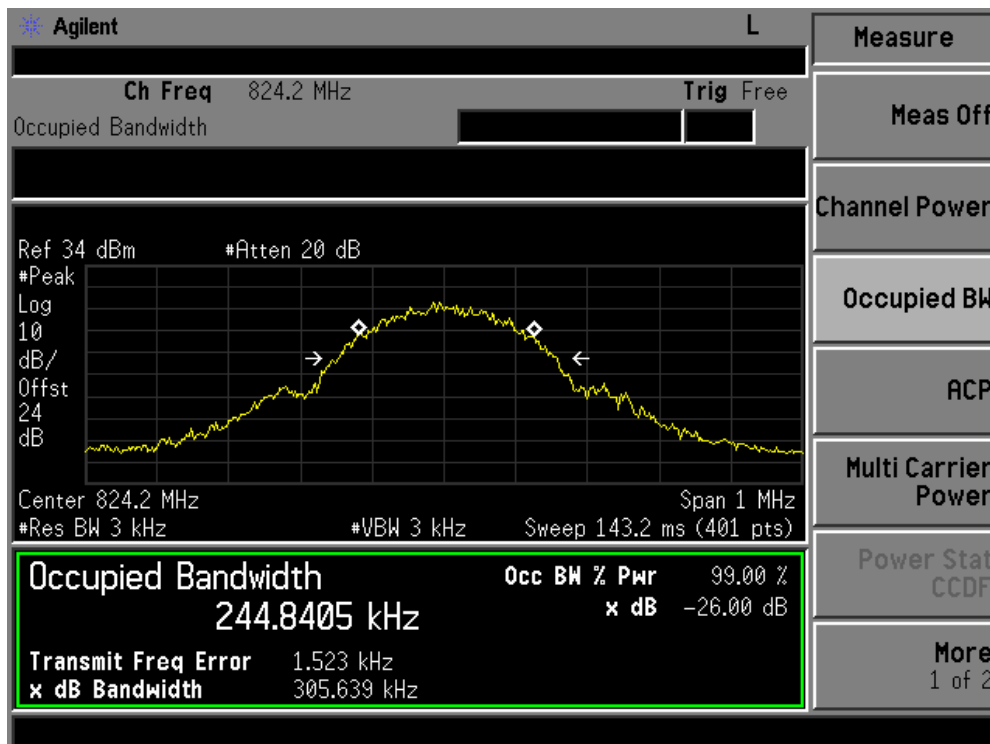 Agilent L
Measure
Ch Freq 824.2 MHz Trig Free
Occupied Bandwidth
Meas Off
Channel Power
Occupied BW
ACP
Multi Carrier
Power
Power Stat
CCDF
More
1 of 2
Ref 34 dBm #Atten 20 dB
#Peak
Log
10
dB/
Offst
24
dB
Center 824.2 MHz Span 1 MHz
#Res BW 3 kHz #VBW 3 kHz Sweep 143.2 ms (401 pts)
Occupied Bandwidth Occ BW % Pwr 99.00 %
244.8405 kHz x dB -26.00 dB
Transmit Freq Error 1.523 kHz
x dB Bandwidth 305.639 kHz